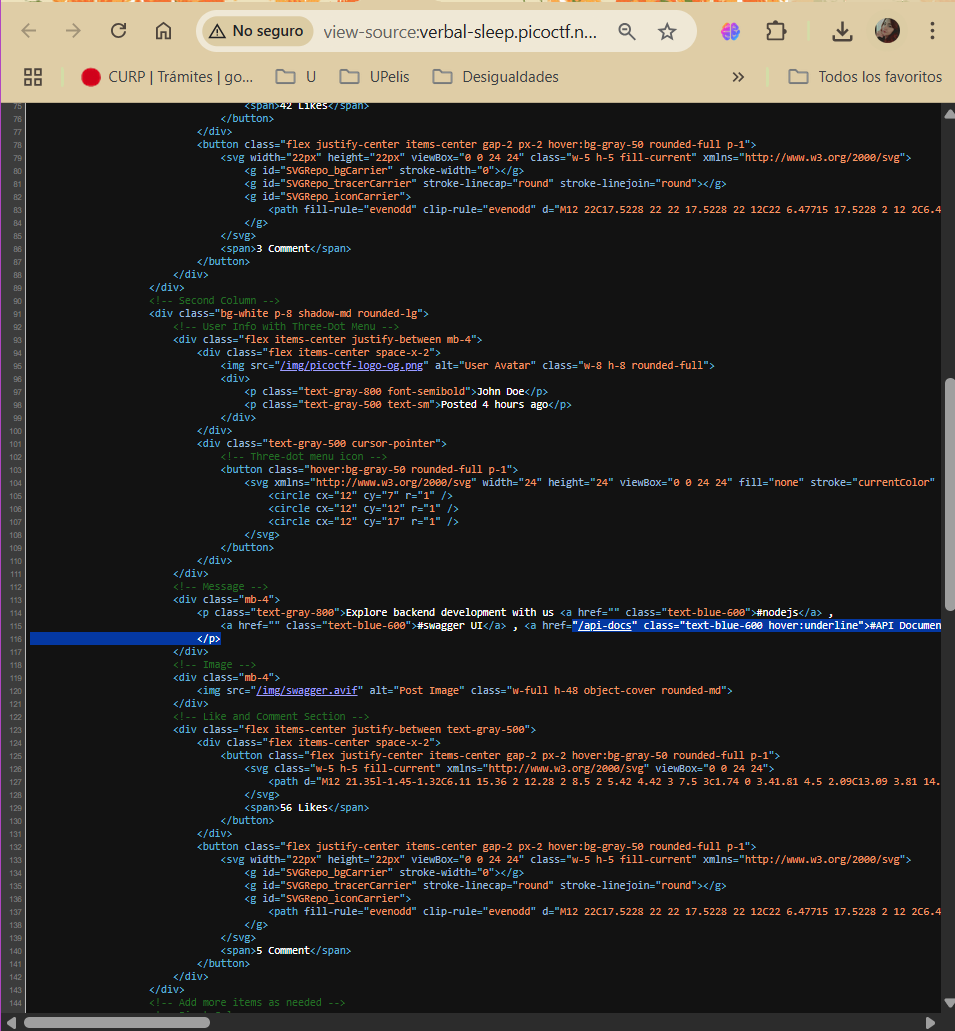 No seguro
view-source:verbal-sleep.picoctf.n...
CURP | Trámites | go...
U
UPelis
Desigualdades
»
Todos los favoritos
75 <span>42 Likes</span>
76 </button>
77 </div>
78 <button class="flex justify-center items-center gap-2 px-2 hover:bg-gray-50 rounded-full p-1">
79 <svg width="22px" height="22px" viewBox="0 0 24 24" class="w-5 h-5 fill-current" xmlns="http://www.w3.org/2000/svg">
80 <g id="SVGRepo_bgCarrier" stroke-width="0"></g>
81 <g id="SVGRepo_tracerCarrier" stroke-linecap="round" stroke-linejoin="round"></g>
82 <g id="SVGRepo_iconCarrier">
83 <path fill-rule="evenodd" clip-rule="evenodd" d="M12 22C17.5228 22 22 17.5228 22 12C22 6.47715 17.5228 2 12 2C6.4
84 </g>
85 </svg>
86 <span>3 Comment</span>
87 </button>
88 </div>
89 </div>
90 <!-- Second Column -->
91 <div class="bg-white p-8 shadow-md rounded-lg">
92 <!-- User Info with Three-Dot Menu -->
93 <div class="flex items-center justify-between mb-4">
94 <div class="flex items-center space-x-2">
95 <img src="/img/picoctf-logo-og.png" alt="User Avatar" class="w-8 h-8 rounded-full">
96 <div>
97 <p class="text-gray-800 font-semibold">John Doe</p>
98 <p class="text-gray-500 text-sm">Posted 4 hours ago</p>
99 </div>
100 </div>
101 <div class="text-gray-500 cursor-pointer">
102 <!-- Three-dot menu icon -->
103 <button class="hover:bg-gray-50 rounded-full p-1">
104 <svg xmlns="http://www.w3.org/2000/svg" width="24" height="24" viewBox="0 0 24 24" fill="none" stroke="currentColor"
105 <circle cx="12" cy="7" r="1" />
106 <circle cx="12" cy="12" r="1" />
107 <circle cx="12" cy="17" r="1" />
108 </svg>
109 </button>
110 </div>
111 </div>
112 <!-- Message -->
113 <div class="mb-4">
114 <p class="text-gray-800">Explore backend development with us <a href="" class="text-blue-600">#nodejs</a> ,
115 <a href="" class="text-blue-600">#swagger UI</a> , <a href="/api-docs" class="text-blue-600 hover:underline">#API Documen
116 </p>
117 </div>
118 <!-- Image -->
119 <div class="mb-4">
120 <img src="/img/swagger.avif" alt="Post Image" class="w-full h-48 object-cover rounded-md">
121 </div>
122 <!-- Like and Comment Section -->
123 <div class="flex items-center justify-between text-gray-500">
124 <div class="flex items-center space-x-2">
125 <button class="flex justify-center items-center gap-2 px-2 hover:bg-gray-50 rounded-full p-1">
126 <svg class="w-5 h-5 fill-current" xmlns="http://www.w3.org/2000/svg" viewBox="0 0 24 24">
127 <path d="M12 21.35l-1.45-1.32C6.11 15.36 2 12.28 2 8.5 2 5.42 4.42 3 7.5 3c1.74 0 3.41.81 4.5 2.09C13.09 3.81 14.
128 </svg>
129 <span>56 Likes</span>
130 </button>
131 </div>
132 <button class="flex justify-center items-center gap-2 px-2 hover:bg-gray-50 rounded-full p-1">
133 <svg width="22px" height="22px" viewBox="0 0 24 24" class="w-5 h-5 fill-current" xmlns="http://www.w3.org/2000/svg">
134 <g id="SVGRepo_bgCarrier" stroke-width="0"></g>
135 <g id="SVGRepo_tracerCarrier" stroke-linecap="round" stroke-linejoin="round"></g>
136 <g id="SVGRepo_iconCarrier">
137 <path fill-rule="evenodd" clip-rule="evenodd" d="M12 22C17.5228 22 22 17.5228 22 12C22 6.47715 17.5228 2 12 2C6.4
138 </g>
139 </svg>
140 <span>5 Comment</span>
141 </button>
142 </div>
143 </div>
144 <!-- Add more items as needed -->